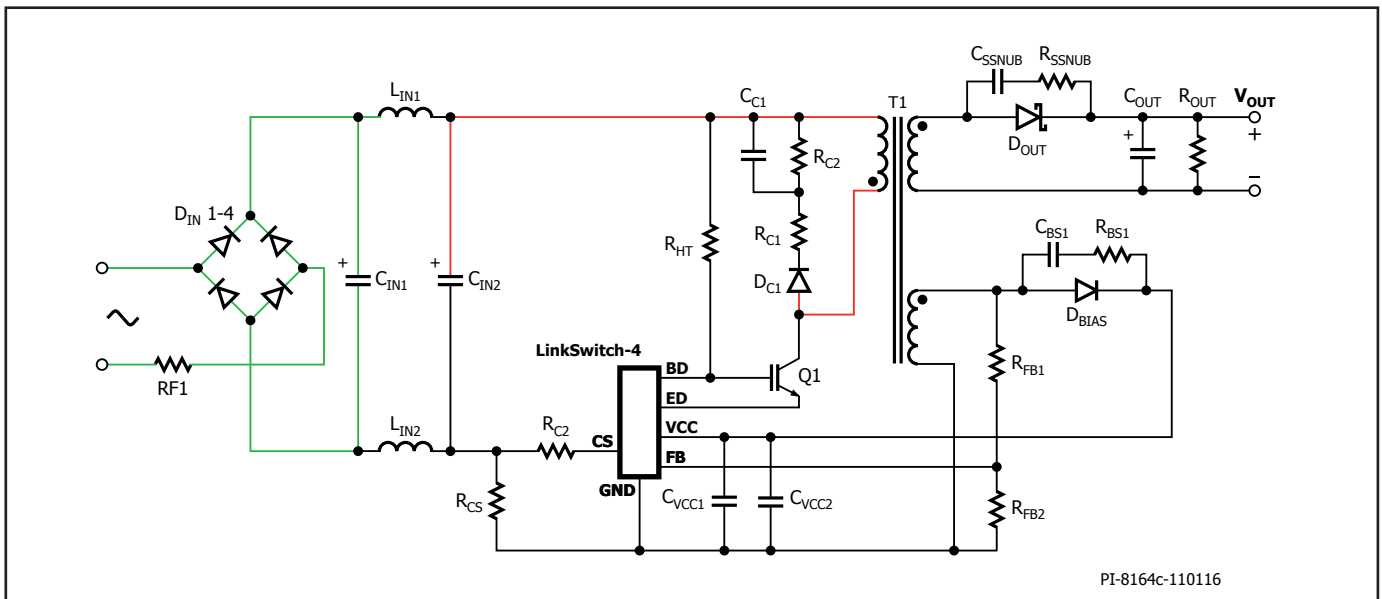 C_SSNUB
R_SSNUB
L_IN1
C_C1
T1
C_OUT
R_OUT
V_OUT
+
R_C2
D_OUT
−
D_IN 1-4
R_HT
R_C1
C_BS1
R_BS1
+
C_IN1
+
C_IN2
D_C1
D_BIAS
LinkSwitch-4
BD
Q1
R_FB1
RF1
ED
L_IN2
R_C2
CS
VCC
FB
GND
R_CS
C_VCC1
C_VCC2
R_FB2
+
PI-8164c-110116